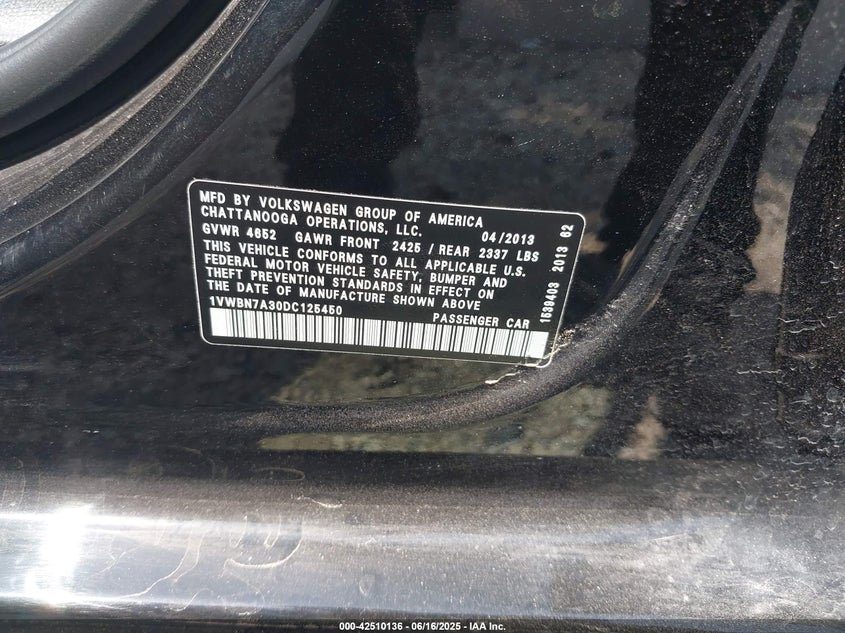 MFD BY VOLKSWAGEN GROUP OF AMERICA
CHATTANOOGA OPERATIONS, LLC. 04/2013
GVWR 4652 GAWR FRONT 2425 / REAR 2337 LBS
THIS VEHICLE CONFORMS TO ALL APPLICABLE U.S.
FEDERAL MOTOR VEHICLE SAFETY, BUMPER AND
THEFT PREVENTION STANDARDS IN EFFECT ON
THE DATE OF MANUFACTURE SHOWN ABOVE
1VWBN7A30DC125450 PASSENGER CAR
1539403 2013 62
000-42510136 - 06/16/2025 - IAA Inc.